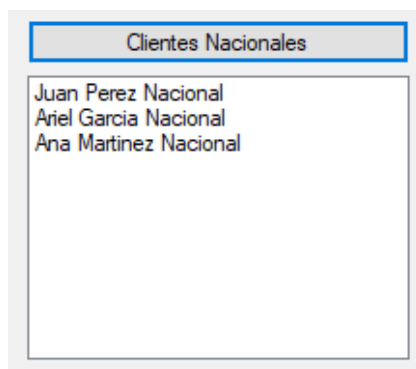 Clientes Nacionales
Juan Perez Nacional
Ariel Garcia Nacional
Ana Martinez Nacional